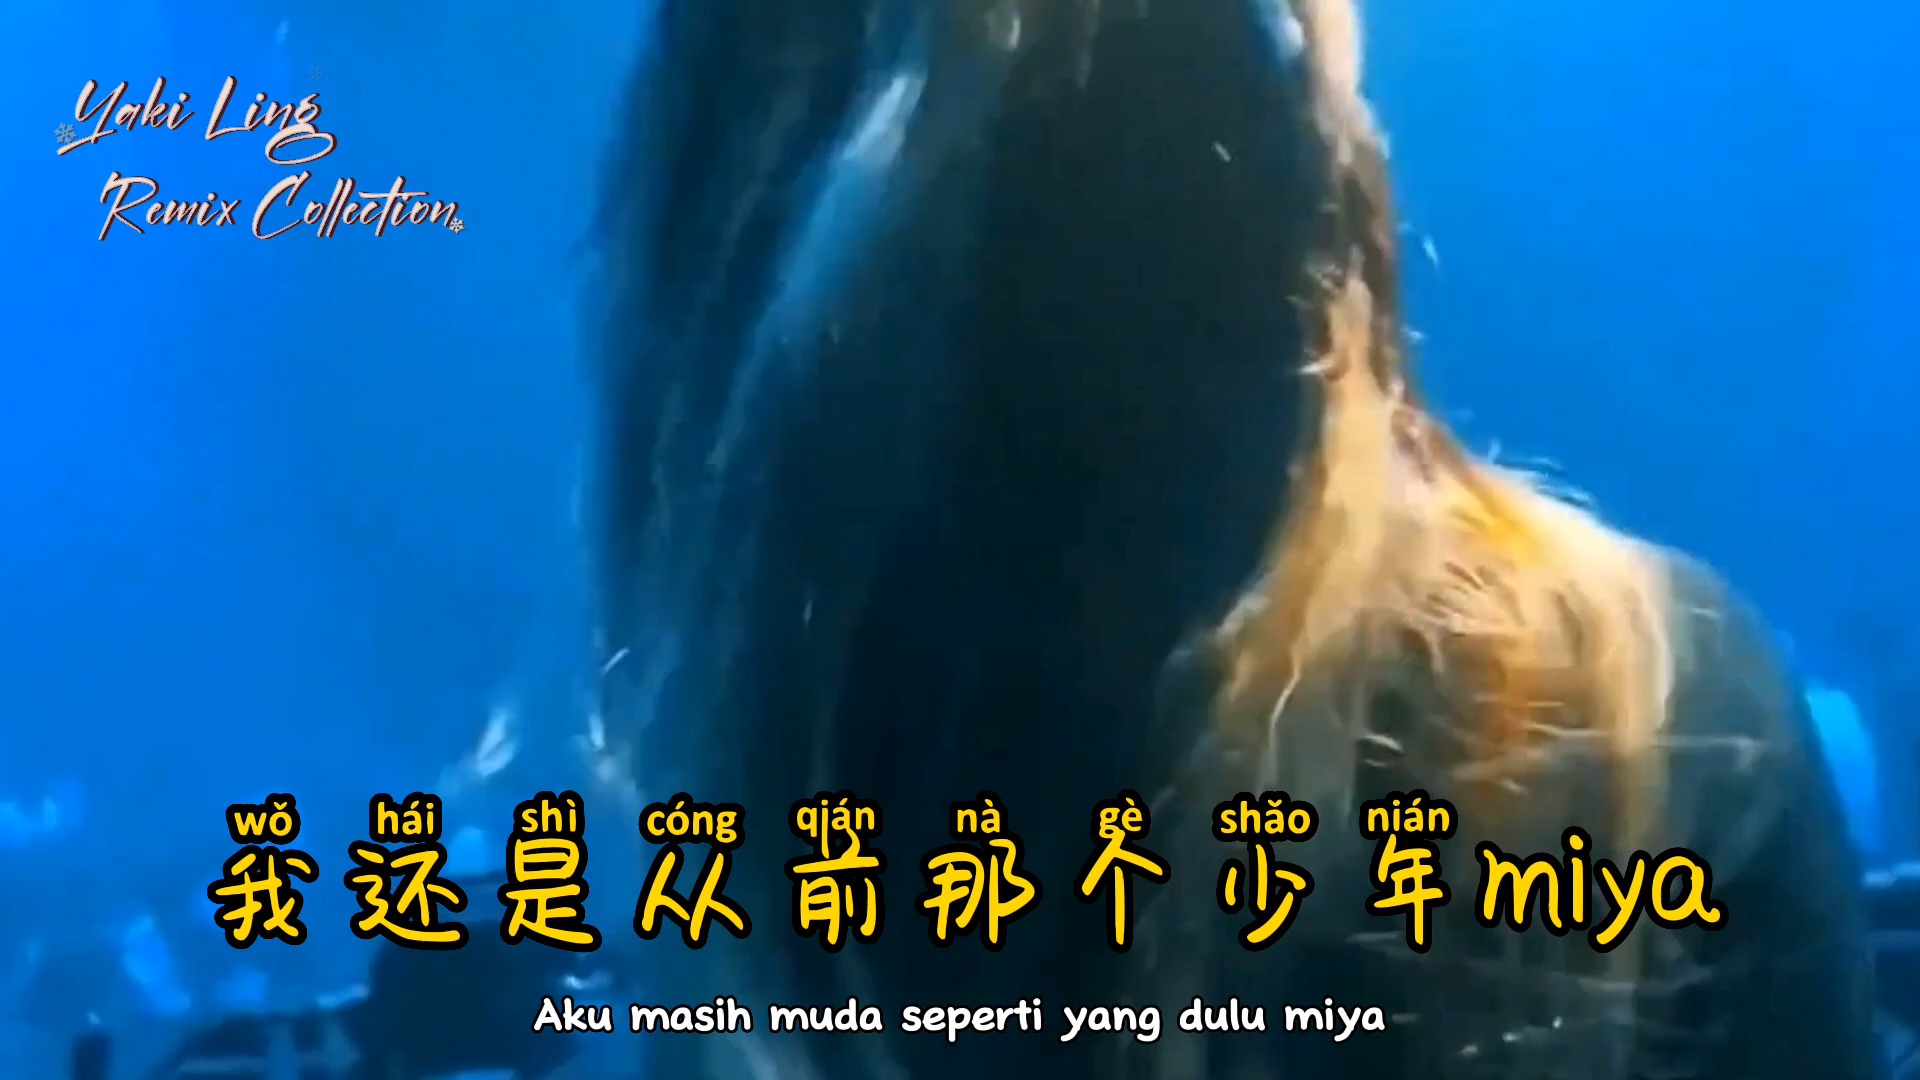 Yaki Ling
Remix Collection
wǒ hái shì cóng qián nà gè shǎo nián
我还是从前那个少年miya
Aku masih muda seperti yang dulu miya